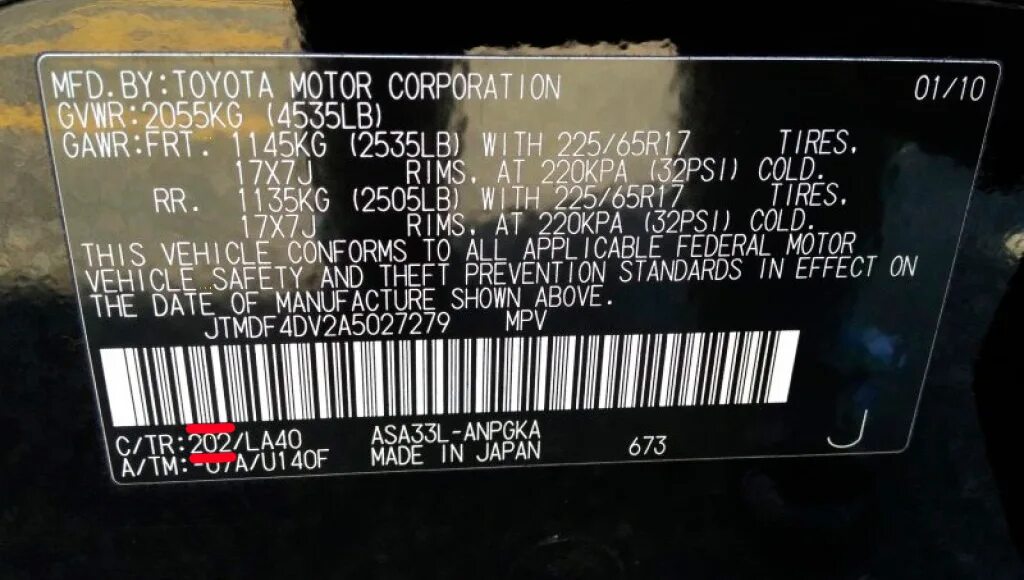 MFD.BY:TOYOTA MOTOR CORPORATION 01/10
GVWR:2055KG (4535LB)
GAWR:FRT. 1145KG (2535LB) WITH 225/65R17 TIRES,
17X7J RIMS, AT 220KPA (32PSI) COLD.
RR. 1135KG (2505LB) WITH 225/65R17 TIRES,
17X7J RIMS, AT 220KPA (32PSI) COLD.
THIS VEHICLE CONFORMS TO ALL APPLICABLE FEDERAL MOTOR
VEHICLE SAFETY AND THEFT PREVENTION STANDARDS IN EFFECT ON
THE DATE OF MANUFACTURE SHOWN ABOVE.
JTMDF4DV2A5027279 MPV
C/TR:202/LA40 ASA33L-ANPGKA 673 J
A/TM:-07A/U140F MADE IN JAPAN